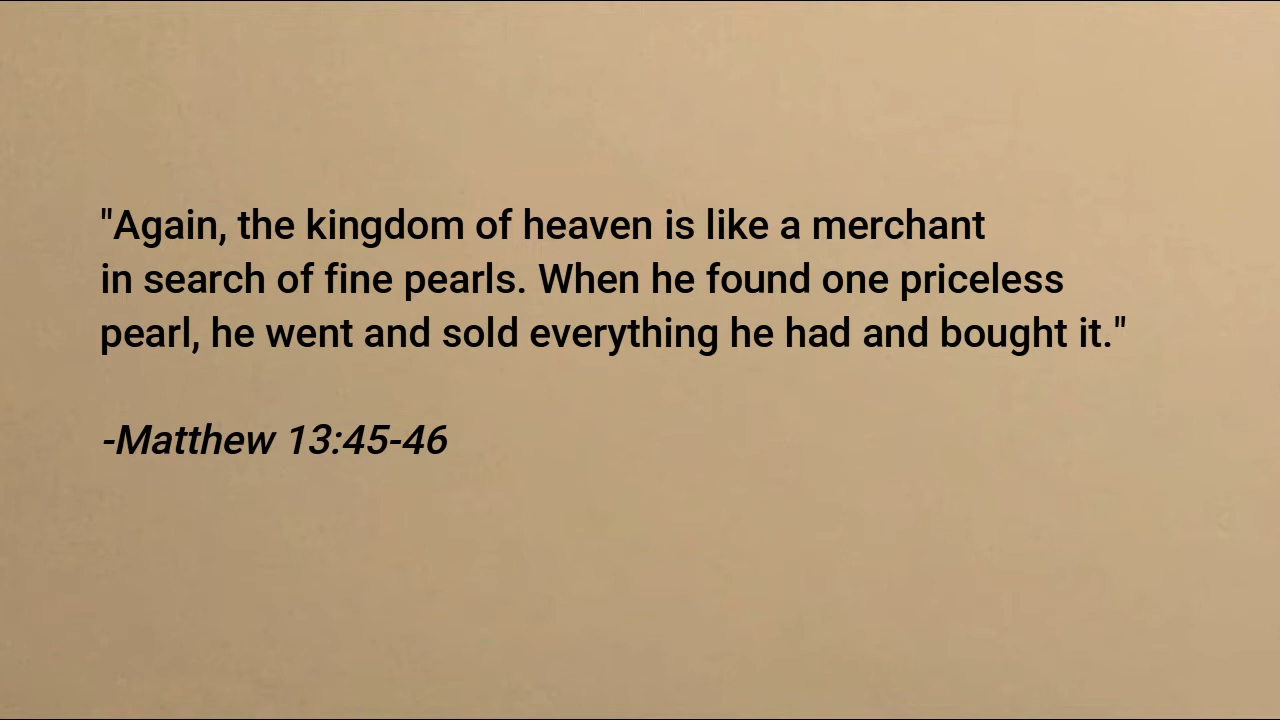 "Again, the kingdom of heaven is like a merchant
in search of fine pearls. When he found one priceless
pearl, he went and sold everything he had and bought it."
-Matthew 13:45-46